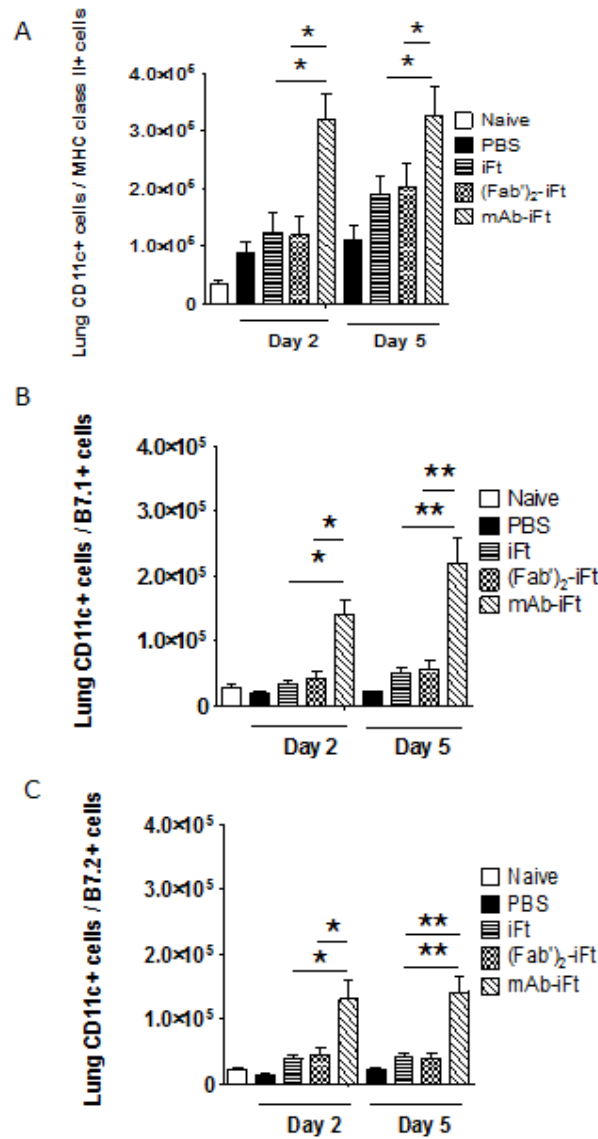 A
Lung CD11c+ cells / MHC class II+ cells
4.0×10⁶
3.0×10⁶
2.0×10⁶
1.0×10⁶
0
* *
* *
Naive
PBS
iFt
(Fab')₂-iFt
mAb-iFt
Day 2 Day 5
B
Lung CD11c+ cells / B7.1+ cells
4.0×10⁵
3.0×10⁵
2.0×10⁵
1.0×10⁵
0
* **
* **
Naive
PBS
iFt
(Fab')₂-iFt
mAb-iFt
Day 2 Day 5
C
Lung CD11c+ cells / B7.2+ cells
4.0×10⁵
3.0×10⁵
2.0×10⁵
1.0×10⁵
0
* **
* **
Naive
PBS
iFt
(Fab')₂-iFt
mAb-iFt
Day 2 Day 5